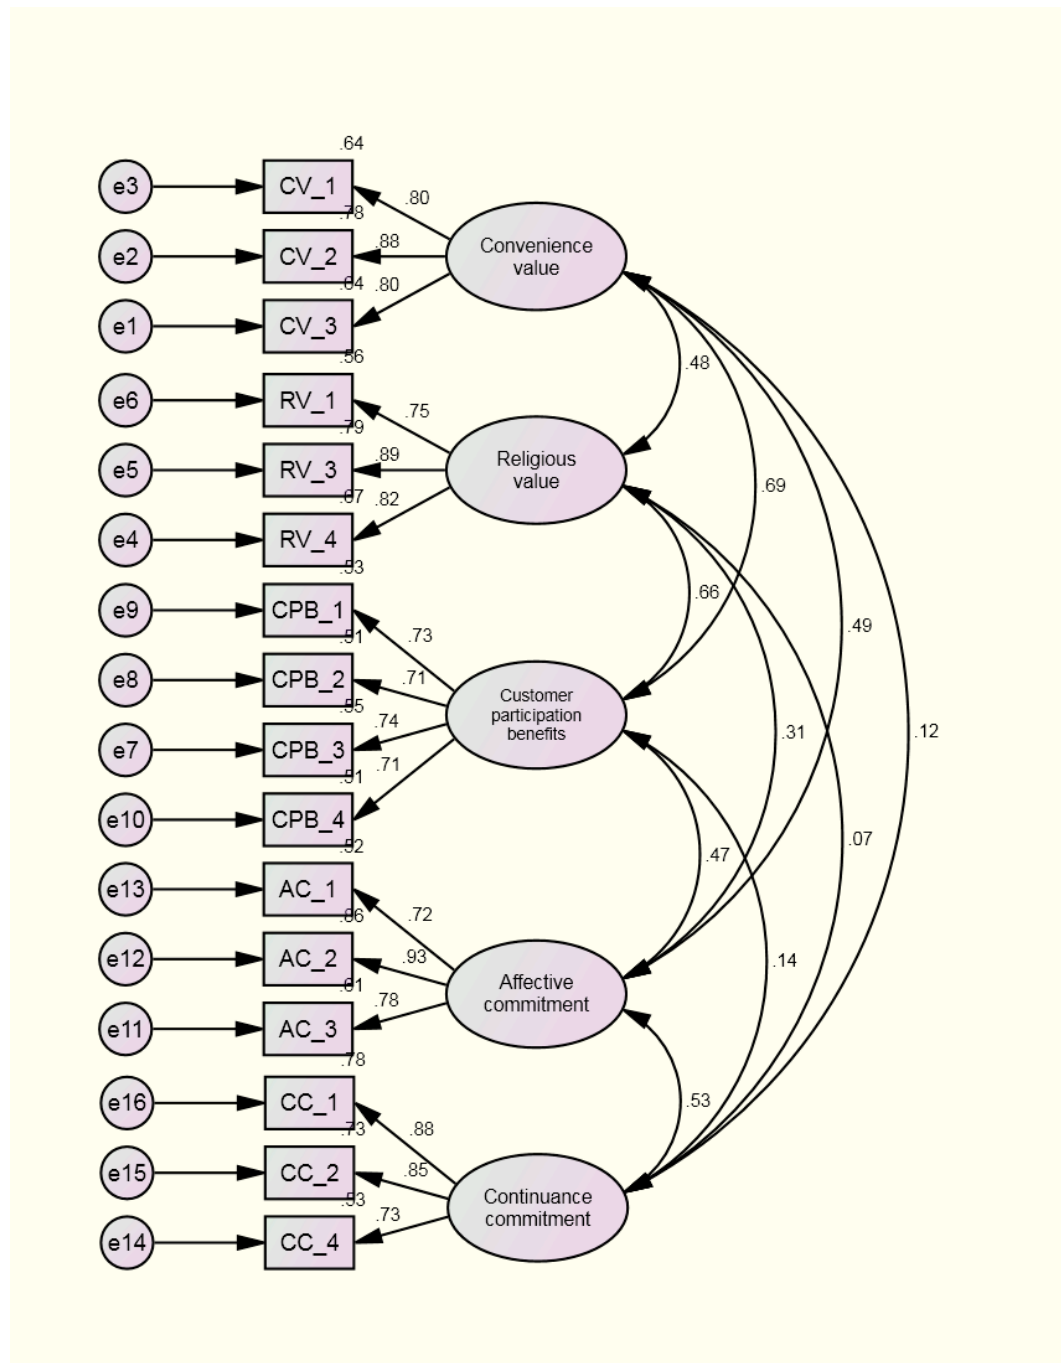 .64
e3 CV_1 .80
.78
e2 CV_2 .88
Convenience
value
.64 .80
e1 CV_3
.56
.48
e6 RV_1 .75
.79
e5 RV_3 .89
Religious
value
.69
.67 .82
e4 RV_4
.53
.66
e9 CPB_1 .73
.51
.49
e8 CPB_2 .71
.55
Customer
participation
benefits
e7 CPB_3 .74
.51 .71
.31
.12
e10 CPB_4
.52
.07
.47
e13 AC_1 .72
.86
e12 AC_2 .93
.14
.61
Affective
commitment
e11 AC_3 .78
.78
e16 CC_1 .88
.53
.73
e15 CC_2 .85
.53
Continuance
commitment
e14 CC_4 .73